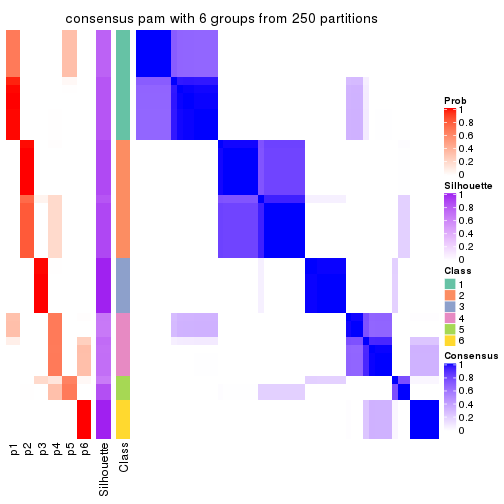 consensus pam with 6 groups from 250 partitions
Prob
1
0.8
0.6
0.4
0.2
0
Silhouette
1
0.8
0.6
0.4
0.2
0
Class
1
2
3
4
5
6
Consensus
1
0.8
0.6
0.4
0.2
0
p1
p2
p3
p4
p5
p6
Silhouette
Class